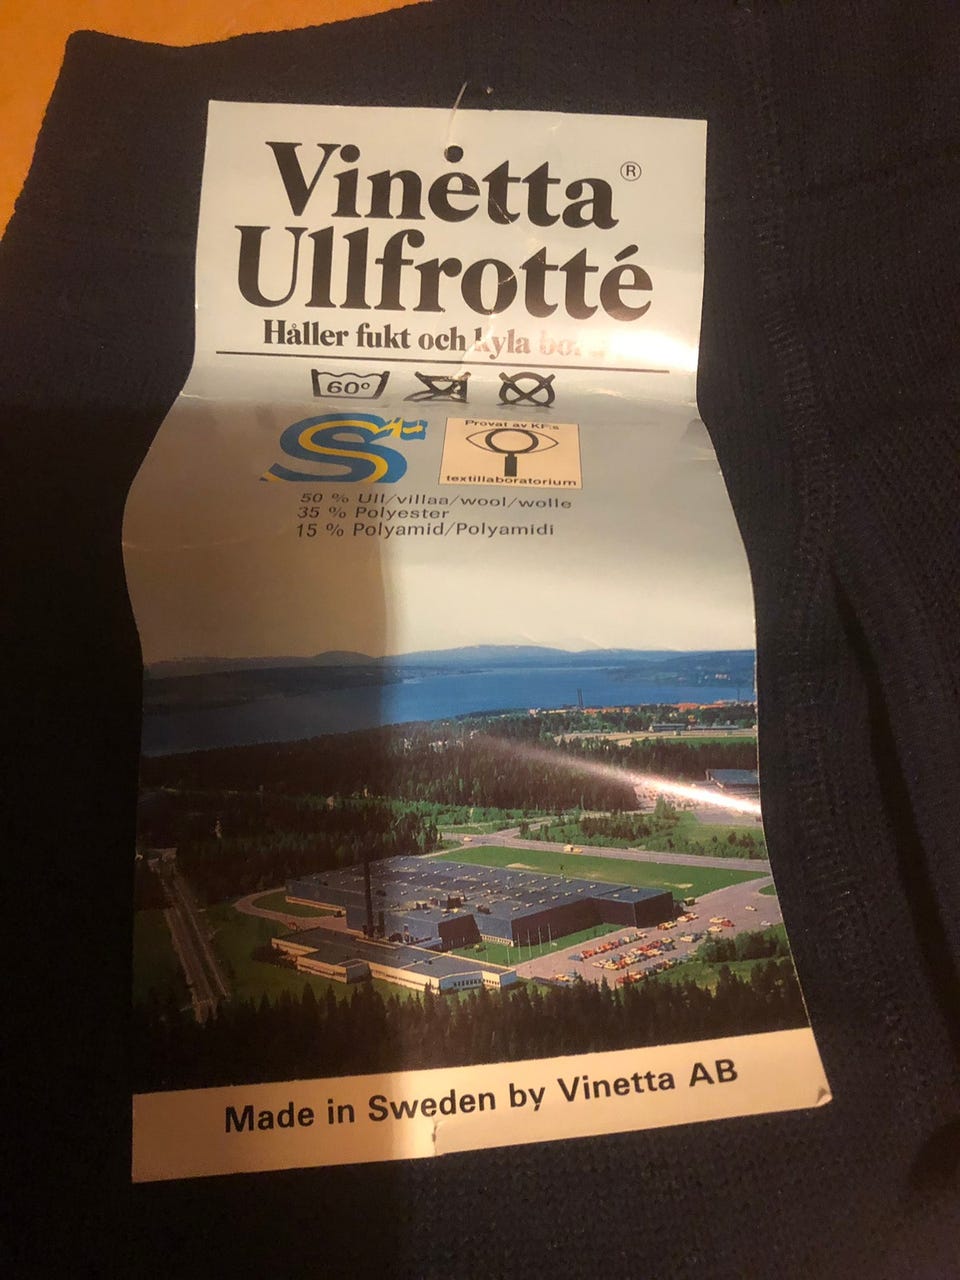 Vinetta®
Ullfrotté
Håller fukt och kyla
60°
Provat av KF:s
textillaboratorium
50 % Ull/villaa/wool/wolle
35 % Polyester
15 % Polyamid/Polyamidi
Made in Sweden by Vinetta AB